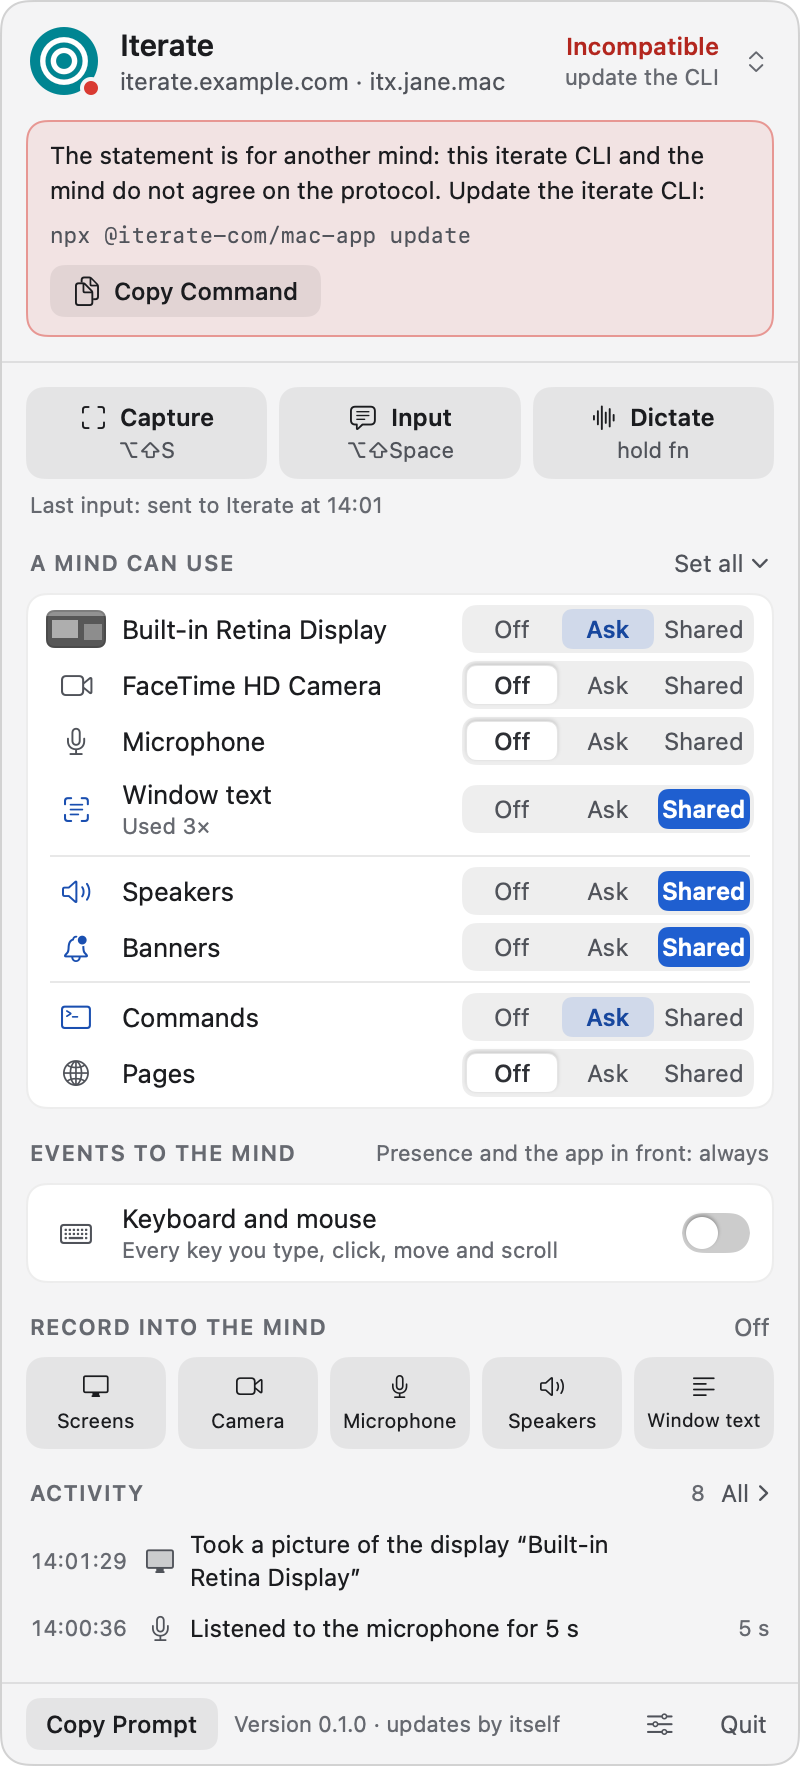 Iterate
iterate.example.com · itx.jane.mac
Incompatible
update the CLI
The statement is for another mind: this iterate CLI and the
mind do not agree on the protocol. Update the iterate CLI:
npx @iterate-com/mac-app update
Copy Command
Capture
⌥⇧S
Input
⌥⇧Space
Dictate
hold fn
Last input: sent to Iterate at 14:01
A MIND CAN USE
Set all
Built-in Retina Display
Off Ask Shared
FaceTime HD Camera
Off Ask Shared
Microphone
Off Ask Shared
Window text
Used 3×
Off Ask Shared
Speakers
Off Ask Shared
Banners
Off Ask Shared
Commands
Off Ask Shared
Pages
Off Ask Shared
EVENTS TO THE MIND
Presence and the app in front: always
Keyboard and mouse
Every key you type, click, move and scroll
RECORD INTO THE MIND
Off
Screens
Camera
Microphone
Speakers
Window text
ACTIVITY
8 All
14:01:29
Took a picture of the display “Built-in
Retina Display”
14:00:36
Listened to the microphone for 5 s
5 s
Copy Prompt
Version 0.1.0 · updates by itself
Quit